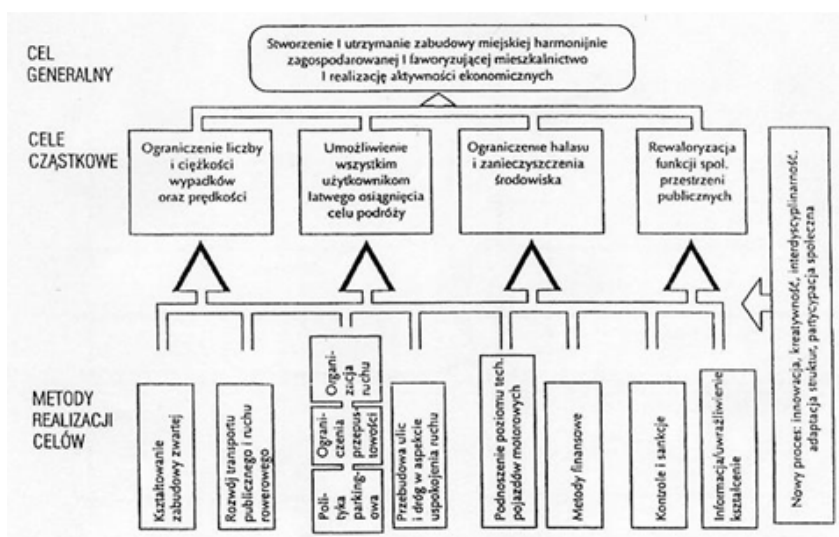 CEL
GENERALNY
Stworzenie I utrzymanie zabudowy miejskiej harmonijnie
zagospodarowanej I faworyzującej mieszkalnictwo
I realizację aktywności ekonomicznych
CELE
CZĄSTKOWE
Ograniczenie liczby
i ciężkości
wypadków
oraz prędkości
Umożliwienie
wszystkim
użytkownikom
łatwego osiągnięcia
celu podróży
Ograniczenie hałasu
i zanieczyszczenia
środowiska
Rewaloryzacja
funkcji społ.
przestrzeni
publicznych
Nowy proces: innowacja, kreatywność, interdyscyplinarność,
adaptacja struktur, partycypacja społeczna
METODY
REALIZACJI
CELÓW
Kształtowanie
zabudowy zwartej
Rozwój transportu
publicznego i ruchu
rowerowego
Organi-
zacja
ruchu
Ograni-
czenia
przepus-
towości
Poli-
tyka
parking-
owa
Przebudowa ulic
i dróg w aspekcie
uspokojenia ruchu
Podnoszenie poziomu tech.
pojazdów motorowych
Metody finansowe
Kontrole i sankcje
Informacja/uwrażliwienie
kształcenie